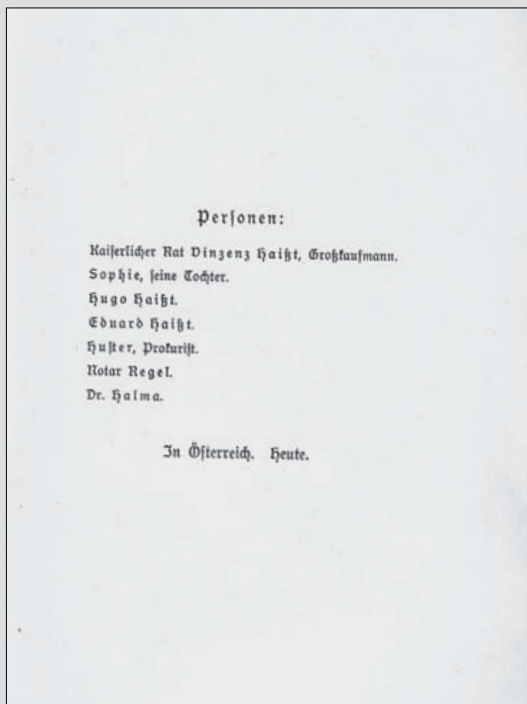 Personen:
Kaiserlicher Rat Vinzenz Haißt, Großkaufmann.
Sophie, seine Tochter.
Hugo Haißt.
Eduard Haißt.
Huster, Prokurist.
Notar Regel.
Dr. Halma.
In Österreich. Heute.